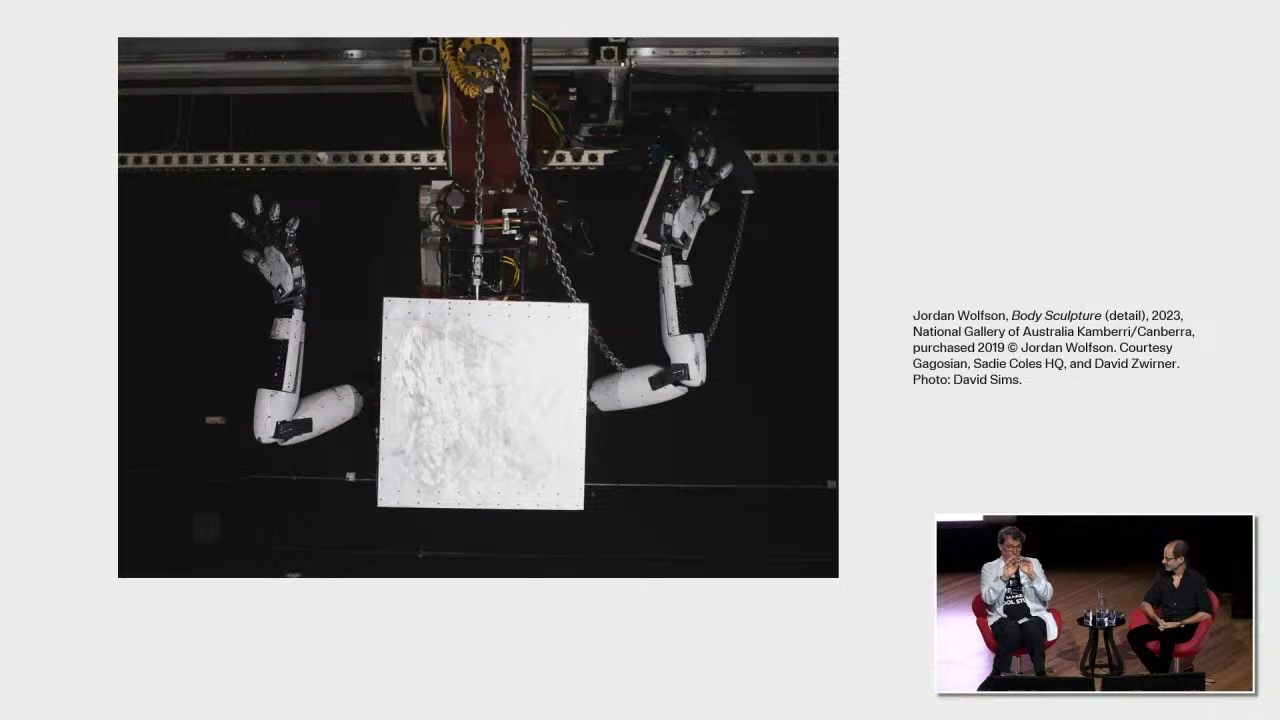 Jordan Wolfson, Body Sculpture (detail), 2023,
National Gallery of Australia Kamberri/Canberra,
purchased 2019 © Jordan Wolfson. Courtesy
Gagosian, Sadie Coles HQ, and David Zwirner.
Photo: David Sims.